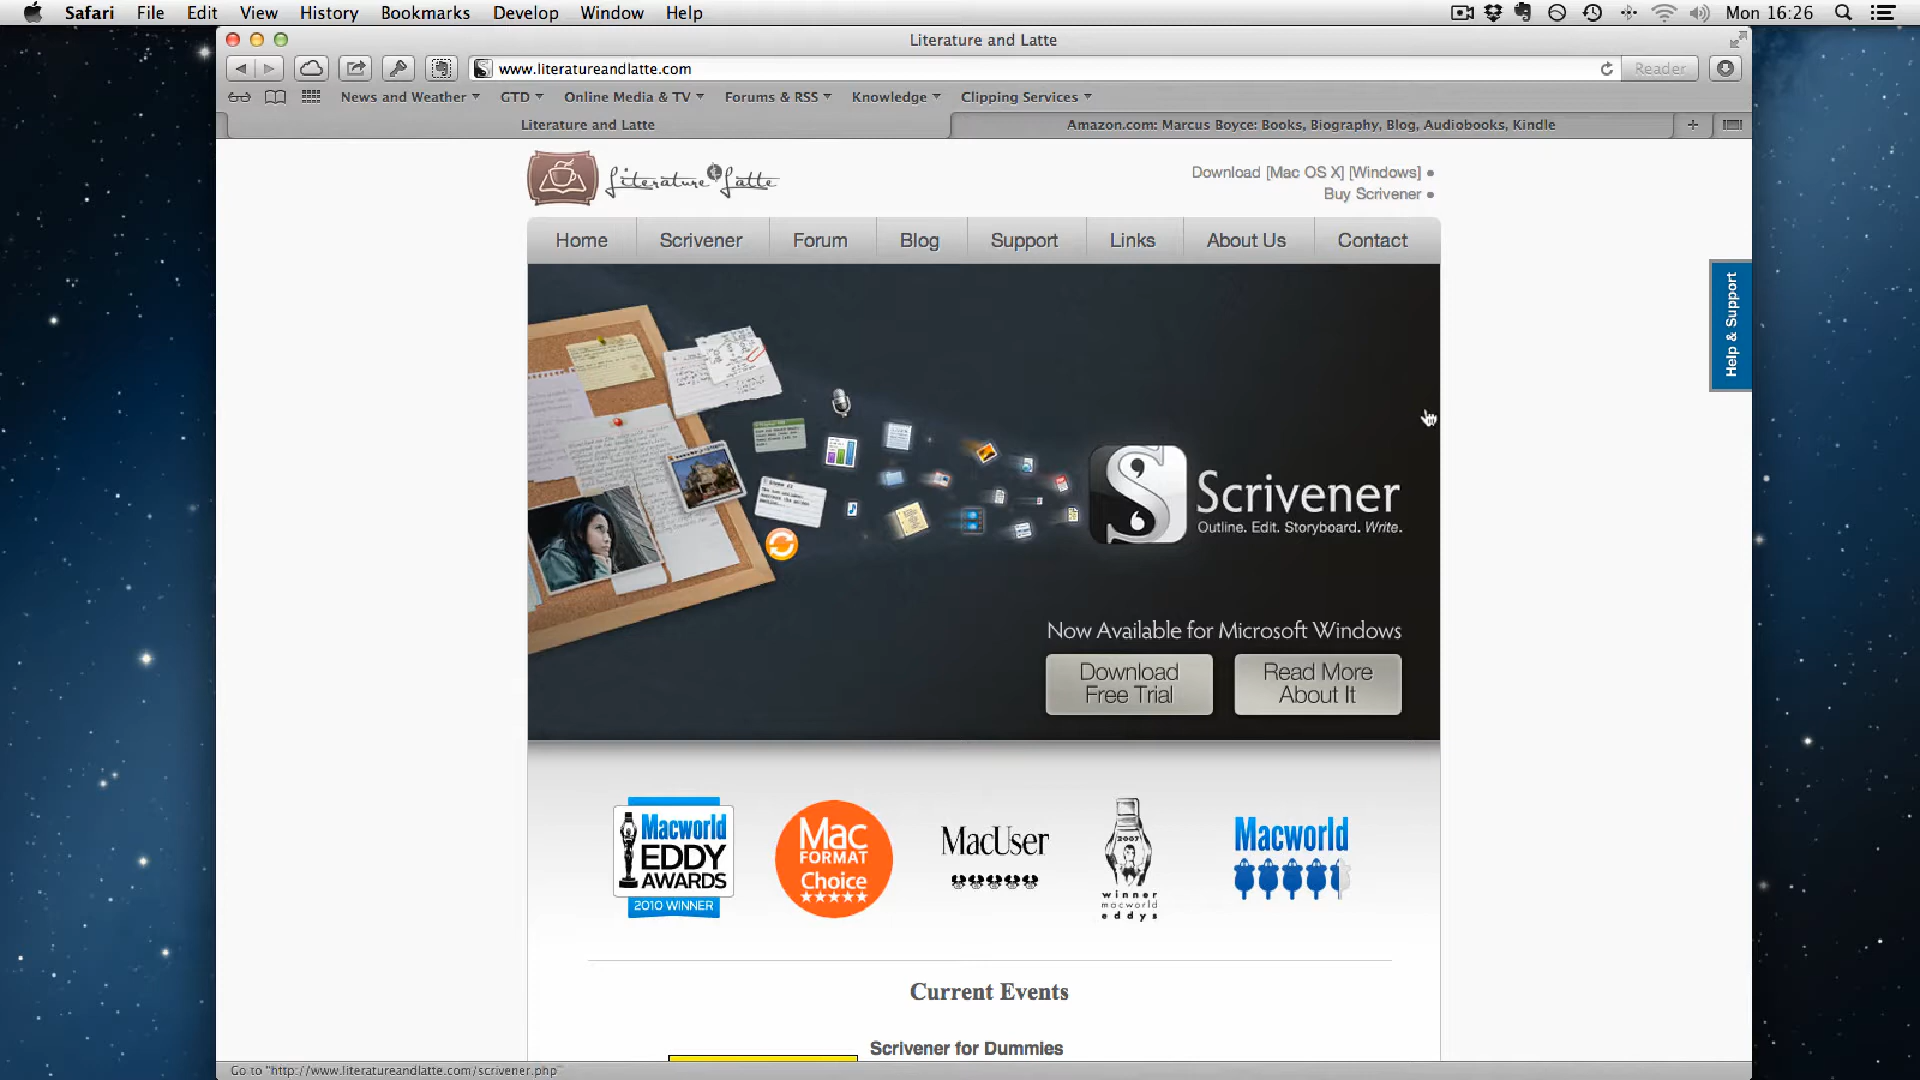 Safari File Edit View History Bookmarks Develop Window Help Mon 16:26
Literature and Latte
www.literatureandlatte.com Reader
News and Weather GTD Online Media & TV Forums & RSS Knowledge Clipping Services
Literature and Latte Amazon.com: Marcus Boyce: Books, Biography, Blog, Audiobooks, Kindle
Literature & Latte
Download [Mac OS X] [Windows]
Buy Scrivener
Home Scrivener Forum Blog Support Links About Us Contact
Help & Support
Scrivener
Outline. Edit. Storyboard. Write.
Now Available for Microsoft Windows
Download Free Trial
Read More About It
Macworld
EDDY
AWARDS
2010 WINNER
Mac
FORMAT
Choice
MacUser
2007
winner
macworld
eddys
Macworld
Current Events
Scrivener for Dummies
Go to "http://www.literatureandlatte.com/scrivener.php"